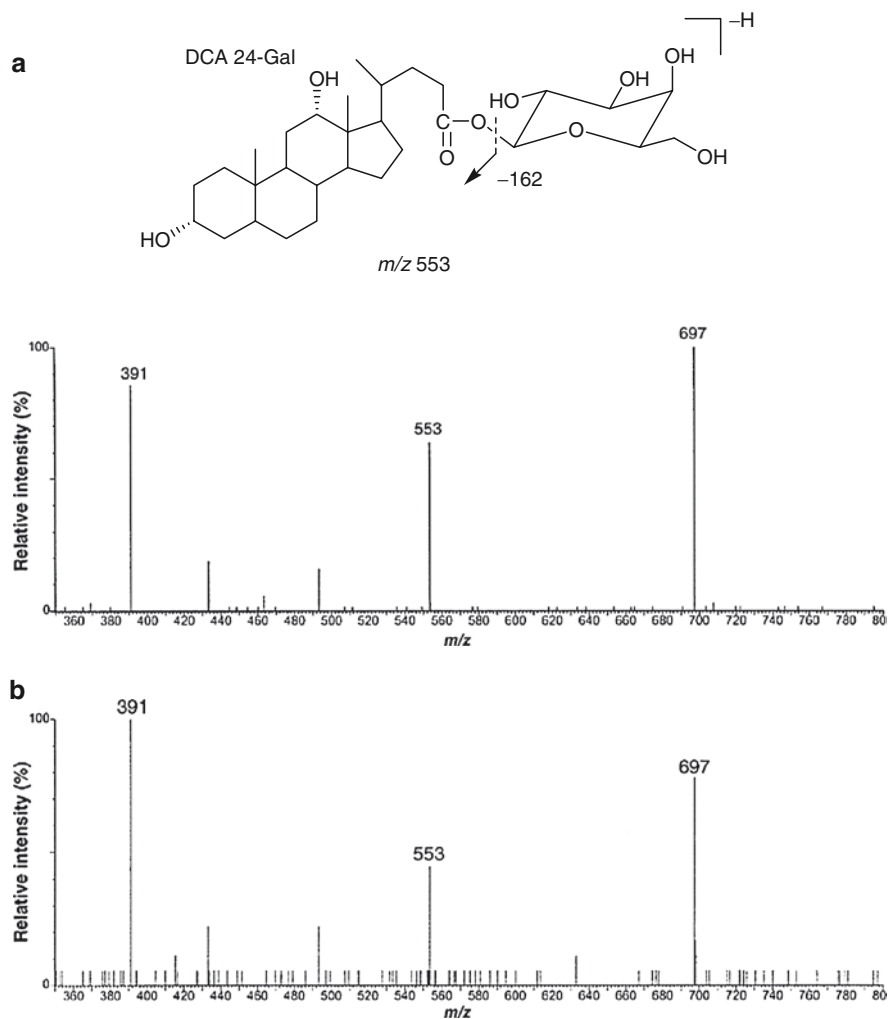 a
DCA 24-Gal
–H
OH
OH
OH
HO
C
O
O
O
OH
–162
HO
m/z 553
Relative intensity (%)
100
0
391
553
697
360 380 400 420 440 460 480 500 520 540 560 580 600 620 640 660 680 700 720 740 760 780 80
m/z
b
Relative intensity (%)
100
0
391
553
697
360 380 400 420 440 460 480 500 520 540 560 580 600 620 640 660 680 700 720 740 760 780 80
m/z